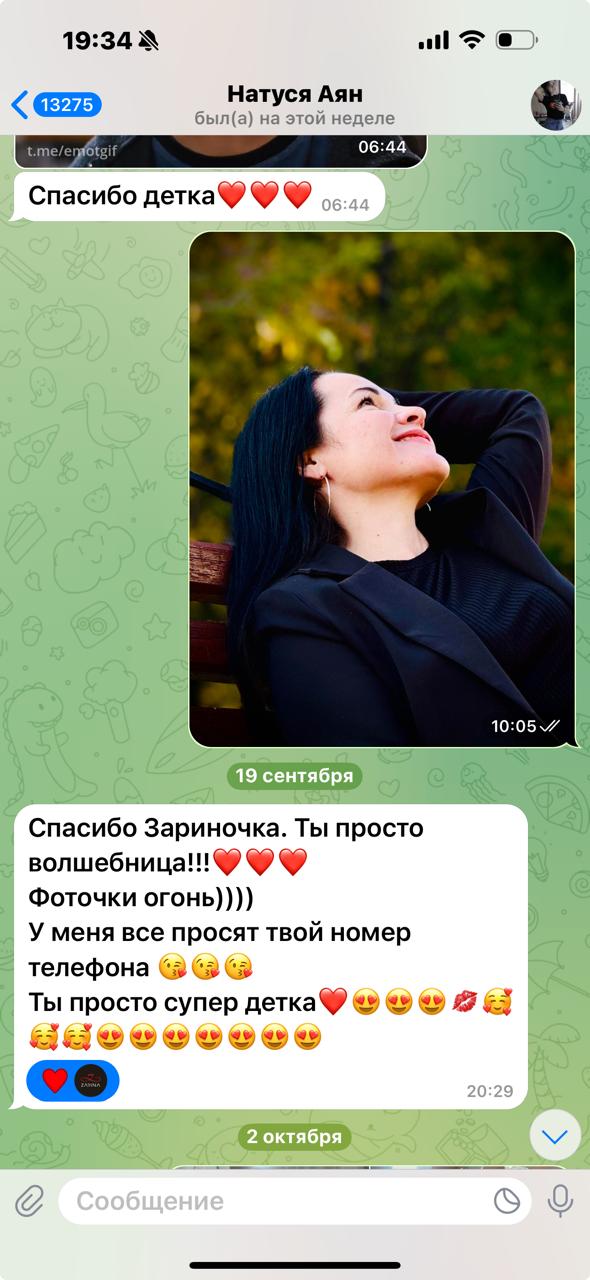 19:34
13275
Натуся Аян
был(а) на этой неделе
t.me/emotgif
06:44
Спасибо детка❤️❤️❤️ 06:44
10:05
19 сентября
Спасибо Зариночка. Ты просто
волшебница!!!❤️❤️❤️
Фоточки огонь))))
У меня все просят твой номер
телефона 😘😘😘
Ты просто супер детка❤️😍😍😍💋🥰
🥰🥰😍😍😍😍😍😍😍
❤️ ZARINA
20:29
2 октября
Сообщение